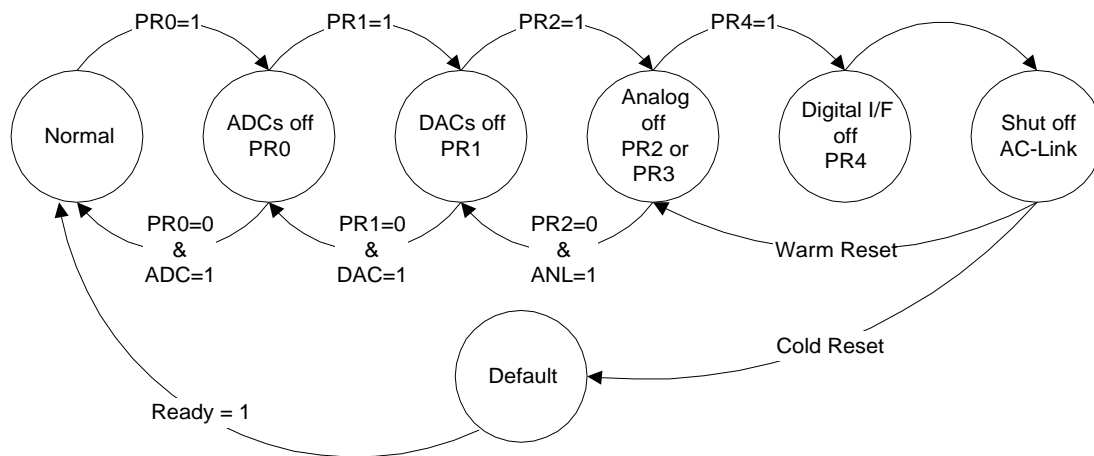 PR0=1
PR1=1
PR2=1
PR4=1
Normal
ADCs off
PR0
DACs off
PR1
Analog
off
PR2 or
PR3
Digital I/F
off
PR4
Shut off
AC-Link
PR0=0
&
ADC=1
PR1=0
&
DAC=1
PR2=0
&
ANL=1
Warm Reset
Cold Reset
Default
Ready = 1